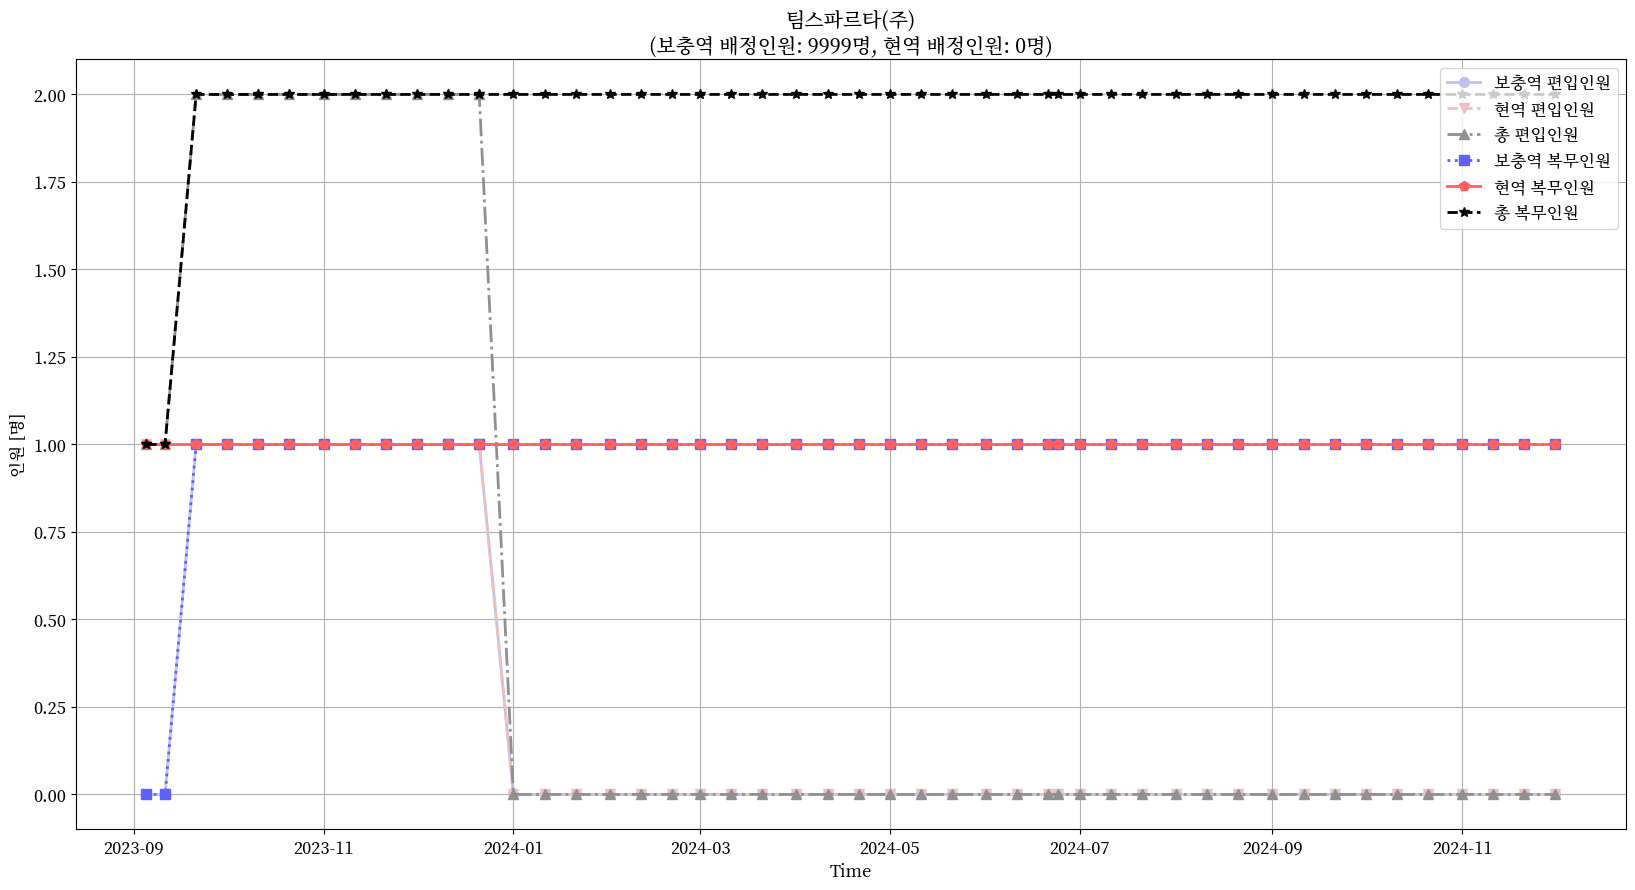 팀스파르타(주)
(보충역 배정인원: 9999명, 현역 배정인원: 0명)
보충역 편입인원
현역 편입인원
총 편입인원
보충역 복무인원
현역 복무인원
총 복무인원
2.00
1.75
1.50
1.25
1.00
0.75
0.50
0.25
0.00
인원 [명]
2023-09 2023-11 2024-01 2024-03 2024-05 2024-07 2024-09 2024-11
Time